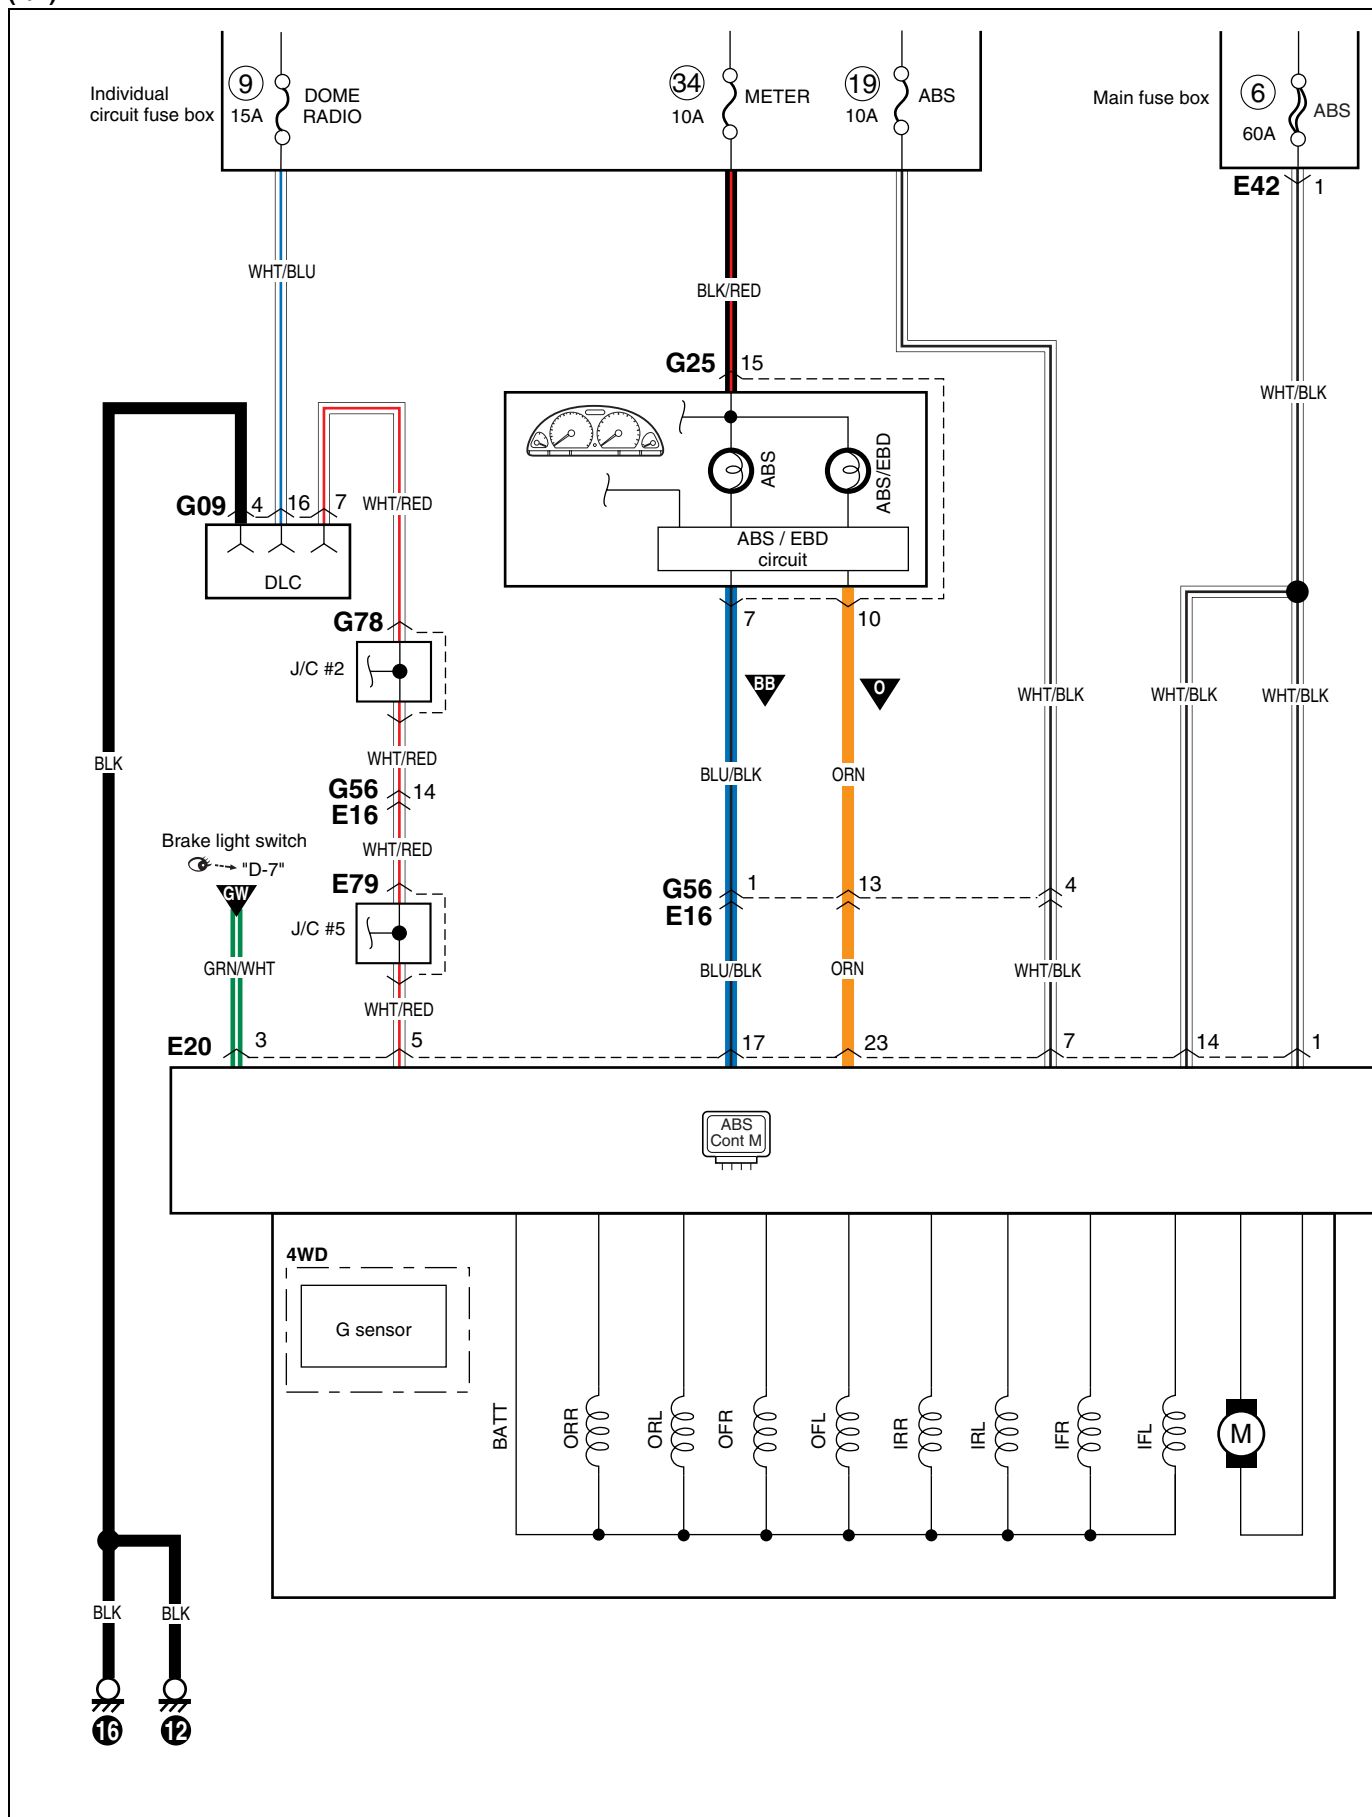 9
15A
DOME
RADIO
34
10A
METER
19
10A
ABS
6
60A
ABS
Individual
circuit fuse box
Main fuse box
E42
1
WHT/BLU
BLK/RED
G25
15
WHT/BLK
G09
4
16
7
WHT/RED
ABS
ABS/EBD
ABS / EBD
circuit
DLC
G78
7
10
J/C #2
BB
O
WHT/BLK
WHT/BLK
WHT/BLK
BLK
WHT/RED
BLU/BLK
ORN
G56
E16
14
Brake light switch
"D-7"
WHT/RED
GW
E79
G56
E16
1
13
4
J/C #5
GRN/WHT
BLU/BLK
ORN
WHT/BLK
WHT/RED
E20
3
5
17
23
7
14
1
ABS
Cont M
4WD
G sensor
BATT
ORR
ORL
OFR
OFL
IRR
IRL
IFR
IFL
M
BLK
BLK
16
12